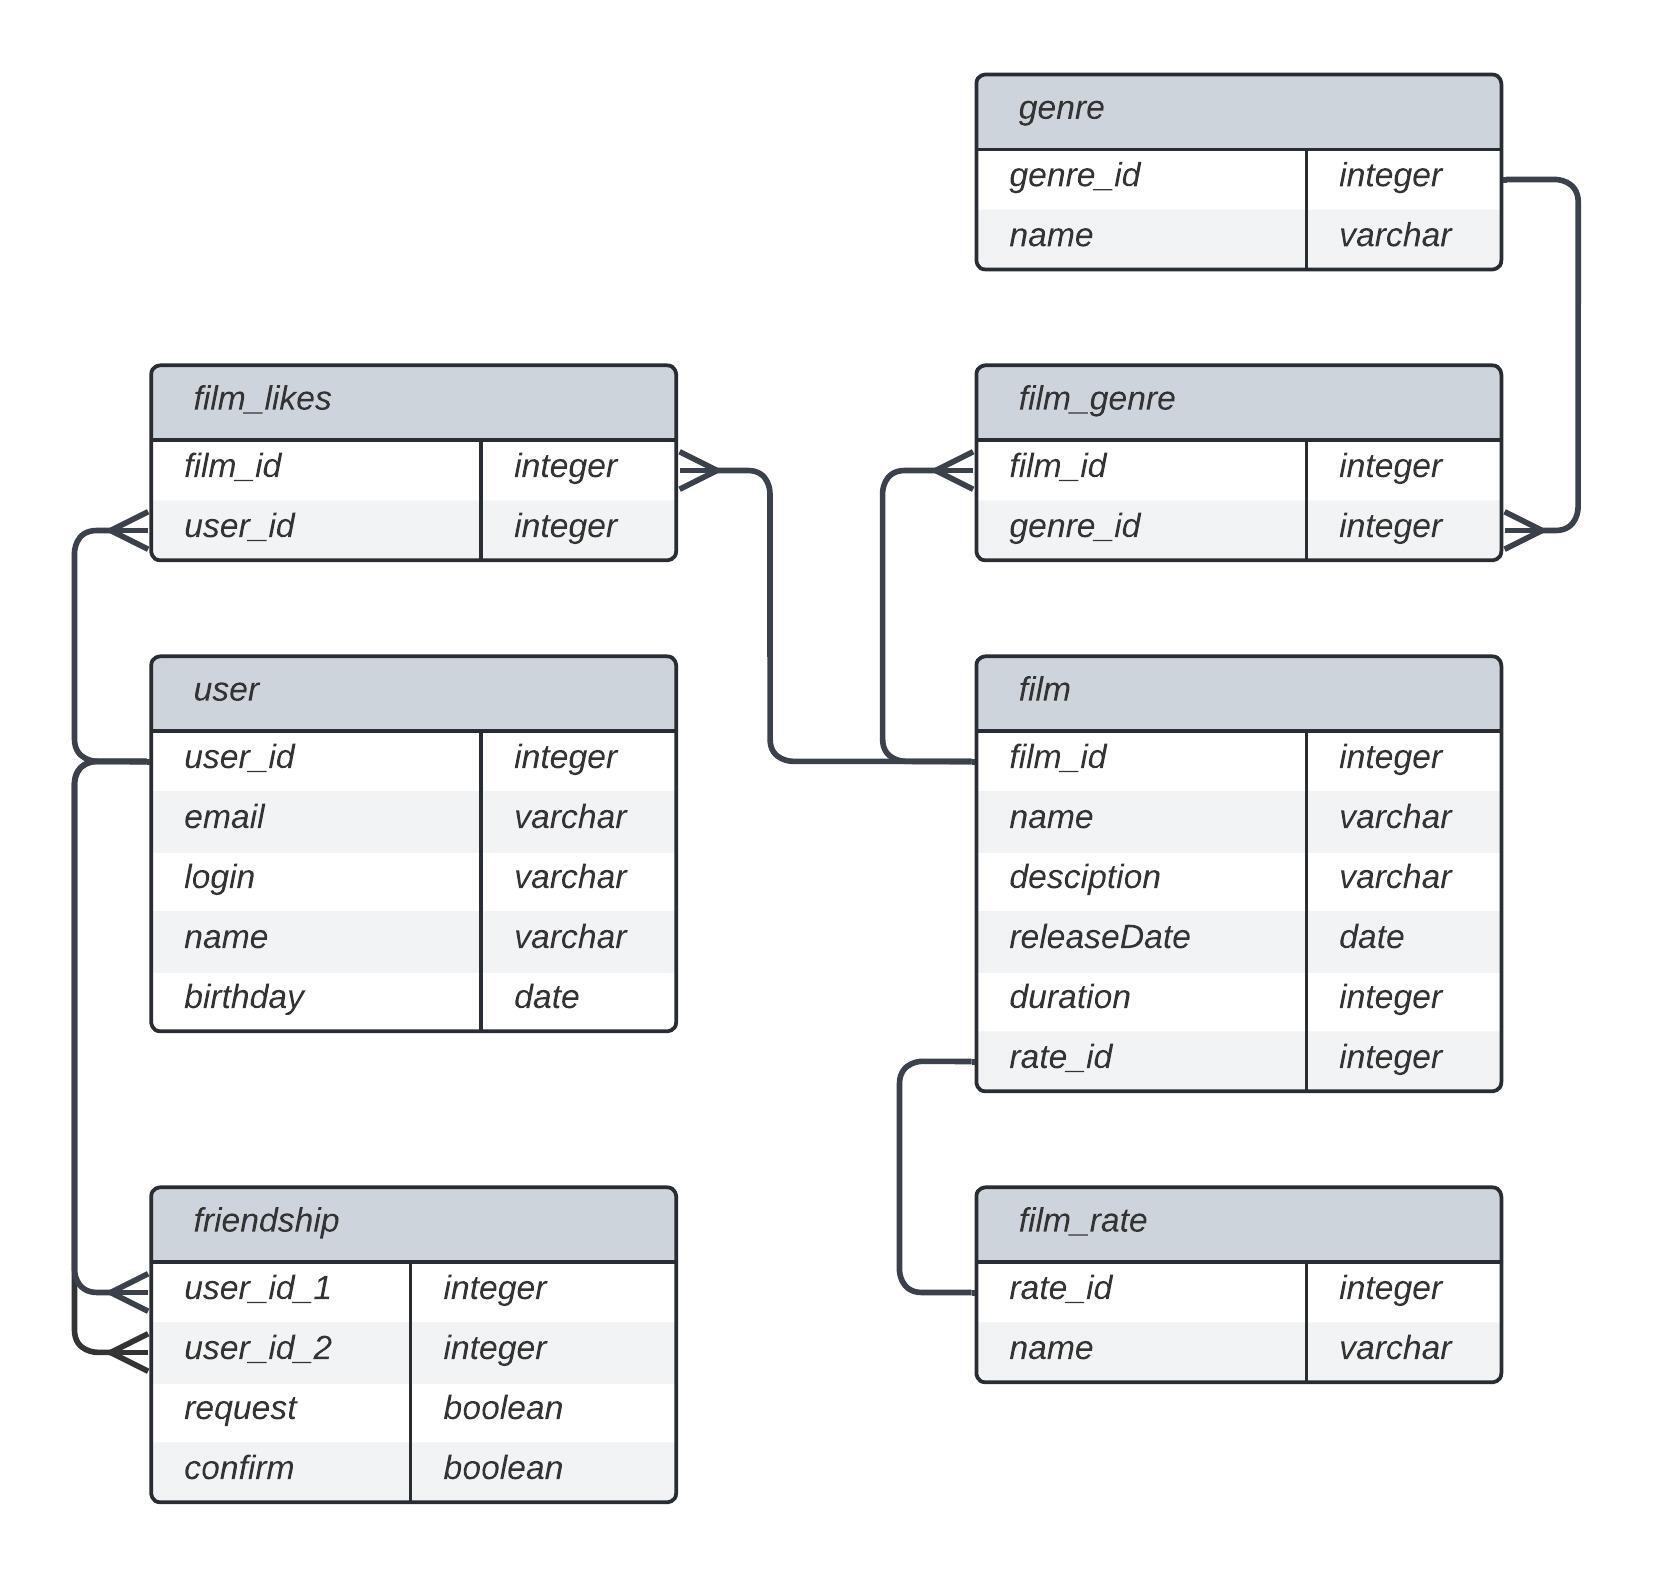 genre
genre_id integer
name varchar
film_likes
film_id integer
user_id integer
film_genre
film_id integer
genre_id integer
user
user_id integer
email varchar
login varchar
name varchar
birthday date
film
film_id integer
name varchar
desciption varchar
releaseDate date
duration integer
rate_id integer
friendship
user_id_1 integer
user_id_2 integer
request boolean
confirm boolean
film_rate
rate_id integer
name varchar